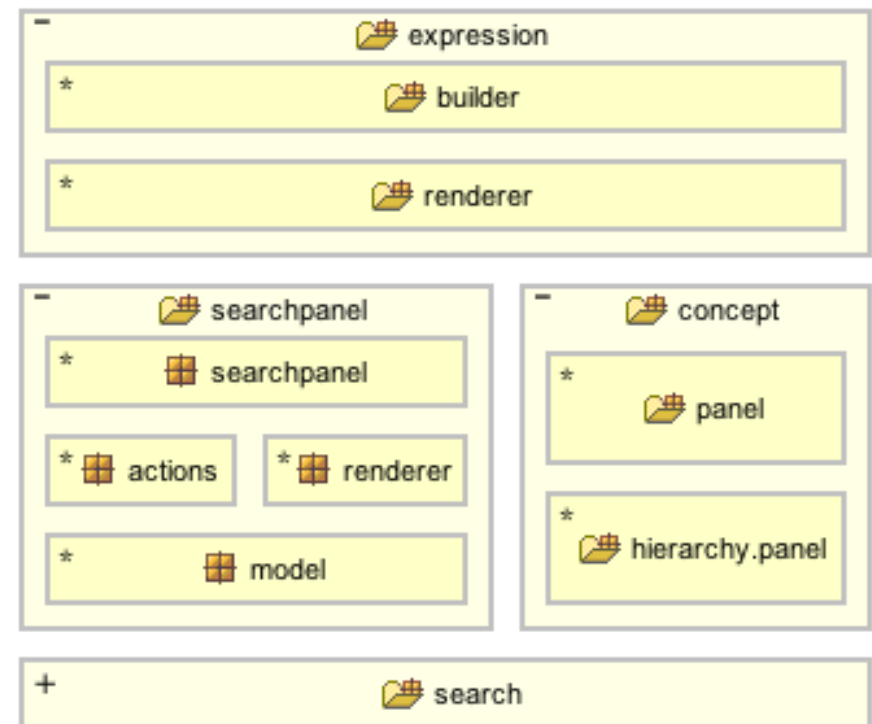 expression
* builder
* renderer
searchpanel
* searchpanel
* actions
* renderer
* model
concept
* panel
* hierarchy.panel
+ search